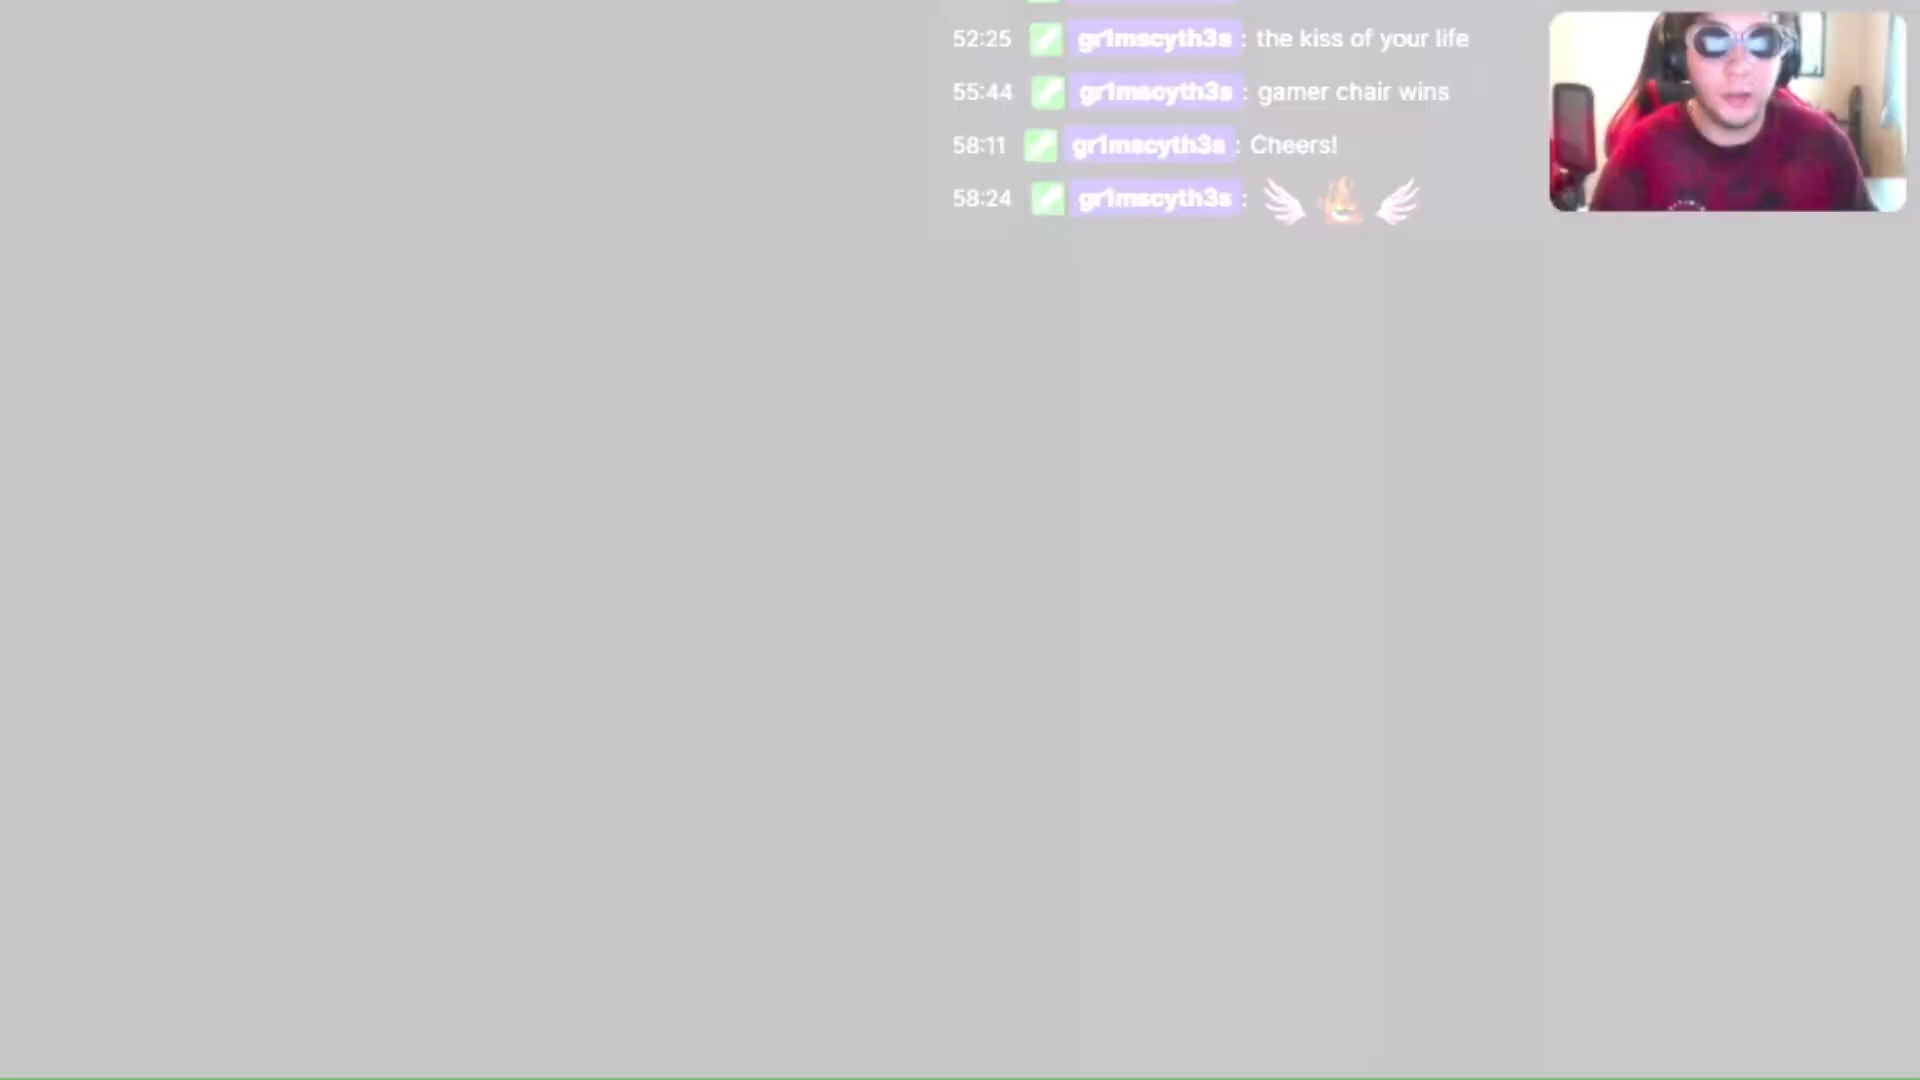 52:25 gr1mscyth3s : the kiss of your life
55:44 gr1mscyth3s : gamer chair wins
58:11 gr1mscyth3s : Cheers!
58:24 gr1mscyth3s :